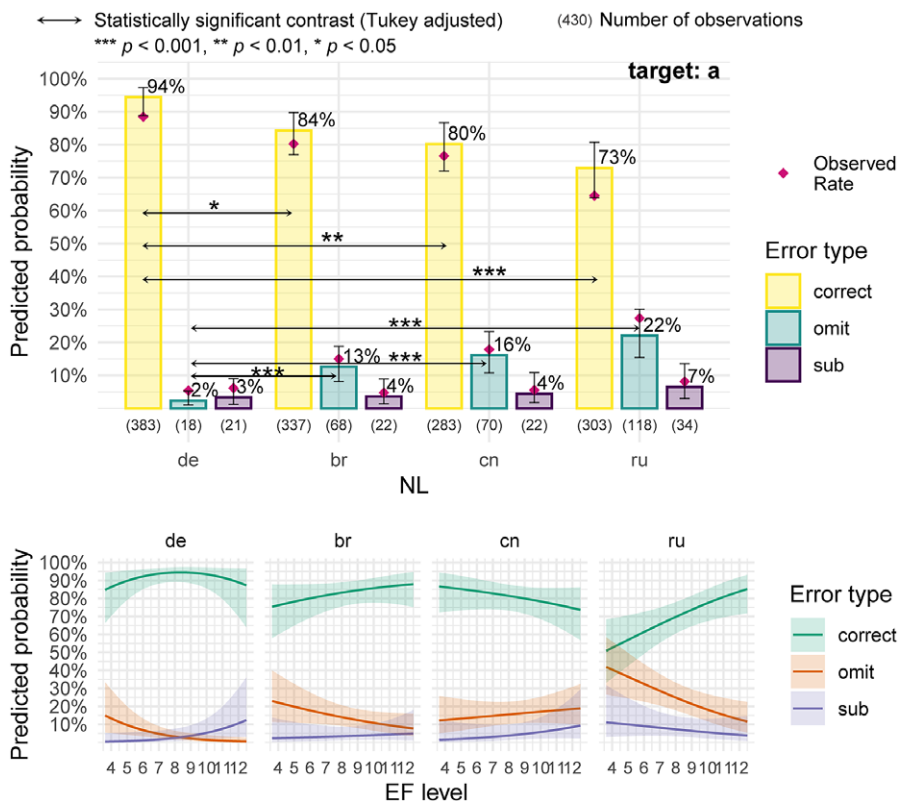 Statistically significant contrast (Tukey adjusted) (430) Number of observations
*** p < 0.001, ** p < 0.01, * p < 0.05
target: a
Predicted probability
100%
90%
80%
70%
60%
50%
40%
30%
20%
10%
94%
84%
80%
73%
*
**
***
***
***
***
2%
3%
13%
4%
16%
4%
22%
7%
(383) (18) (21) (337) (68) (22) (283) (70) (22) (303) (118) (34)
de br cn ru
NL
Observed
Rate
Error type
correct
omit
sub
de br cn ru
Predicted probability
100%
90%
80%
70%
60%
50%
40%
30%
20%
10%
4 5 6 7 8 9 10 11 12 4 5 6 7 8 9 10 11 12 4 5 6 7 8 9 10 11 12 4 5 6 7 8 9 10 11 12
EF level
Error type
correct
omit
sub